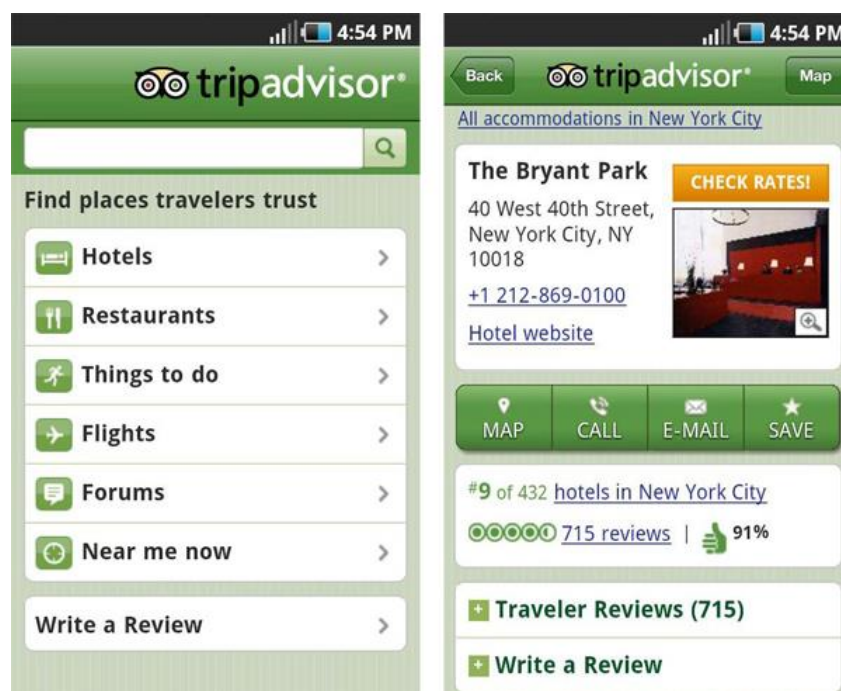 4:54 PM
tripadvisor®
Find places travelers trust
Hotels
Restaurants
Things to do
Flights
Forums
Near me now
Write a Review
4:54 PM
Back
tripadvisor®
Map
All accommodations in New York City
The Bryant Park
CHECK RATES!
40 West 40th Street,
New York City, NY
10018
+1 212-869-0100
Hotel website
MAP
CALL
E-MAIL
SAVE
#9 of 432 hotels in New York City
715 reviews | 91%
Traveler Reviews (715)
Write a Review